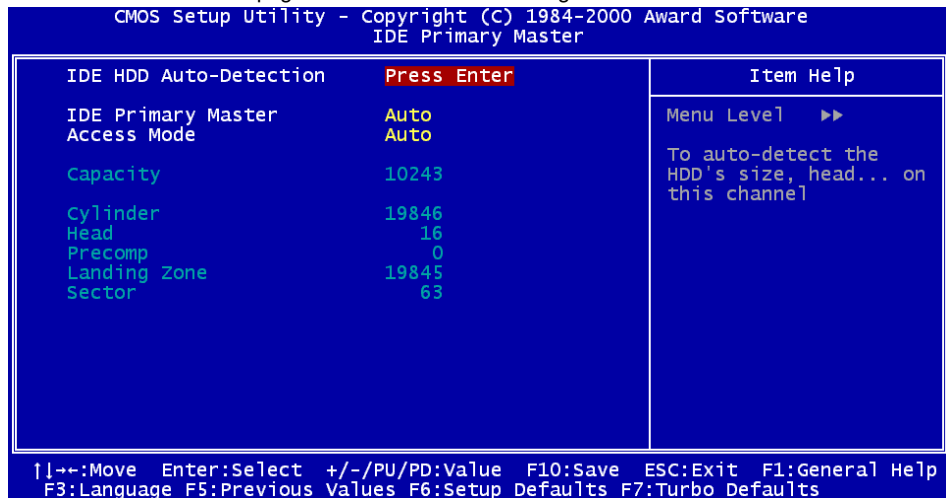 CMOS Setup Utility - Copyright (C) 1984-2000 Award Software
IDE Primary Master
IDE HDD Auto-Detection Press Enter
Item Help
IDE Primary Master Auto
Access Mode Auto
Capacity 10243
Cylinder 19846
Head 16
Precomp 0
Landing Zone 19845
Sector 63
Menu Level ▶▶
To auto-detect the
HDD's size, head... on
this channel
↑↓→←:Move Enter:Select +/-/PU/PD:Value F10:Save ESC:Exit F1:General Help
F3:Language F5:Previous Values F6:Setup Defaults F7:Turbo Defaults